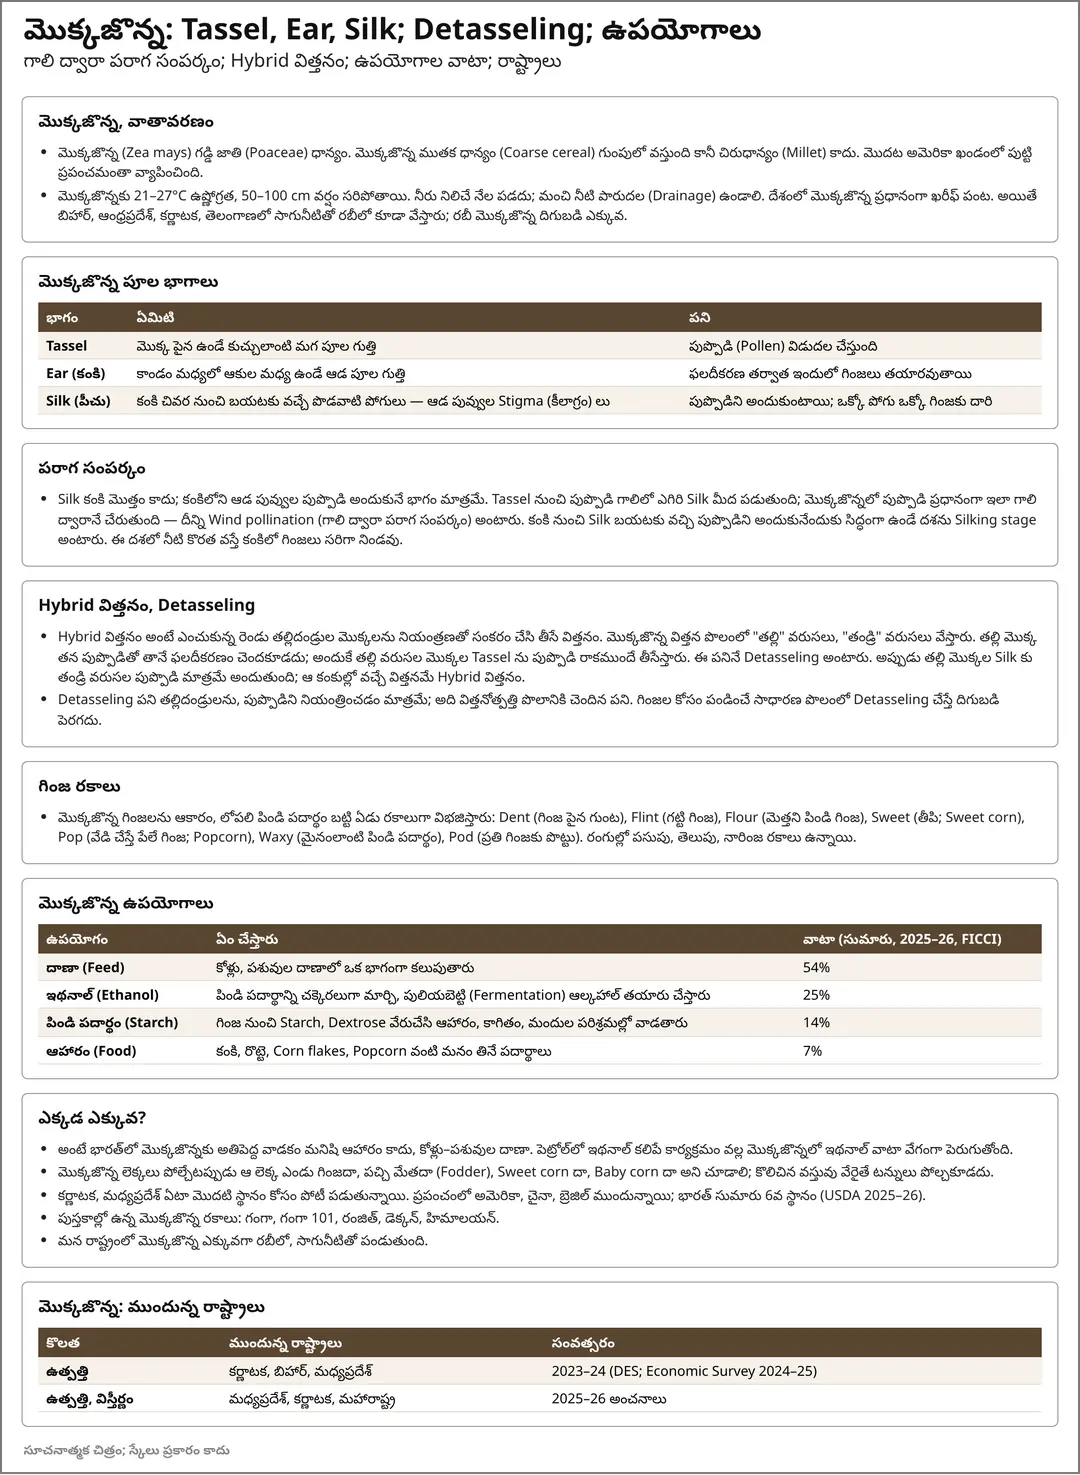 మొక్కజొన్న: Tassel, Ear, Silk; Detasseling; ఉపయోగాలు
గాలి ద్వారా పరాగ సంపర్కం; Hybrid విత్తనం; ఉపయోగాల వాటా; రాష్ట్రాలు
మొక్కజొన్న, వాతావరణం
• మొక్కజొన్న (Zea mays) గడ్డి జాతి (Poaceae) ధాన్యం. మొక్కజొన్న ముతక ధాన్యం (Coarse cereal) గుంపులో వస్తుంది కానీ చిరుధాన్యం (Millet) కాదు. మొదట అమెరికా ఖండంలో పుట్టి
ప్రపంచమంతా వ్యాపించింది.
• మొక్కజొన్నకు 21–27°C ఉష్ణోగ్రత, 50–100 cm వర్షం సరిపోతాయి. నీరు నిలిచే నేల పడదు; మంచి నీటి పారుదల (Drainage) ఉండాలి. దేశంలో మొక్కజొన్న ప్రధానంగా ఖరీఫ్ పంట. అయితే
బిహార్, ఆంధ్రప్రదేశ్, కర్ణాటక, తెలంగాణలో సాగునీటితో రబీలో కూడా వేస్తారు; రబీ మొక్కజొన్న దిగుబడి ఎక్కువ.
మొక్కజొన్న పూల భాగాలు
భాగం ఏమిటి పని
Tassel మొక్క పైన ఉండే కుచ్చులాంటి మగ పూల గుత్తి పుప్పొడి (Pollen) విడుదల చేస్తుంది
Ear (కంకి) కాండం మధ్యలో ఆకుల మధ్య ఉండే ఆడ పూల గుత్తి ఫలదీకరణ తర్వాత ఇందులో గింజలు తయారవుతాయి
Silk (పీచు) కంకి చివర నుంచి బయటకు వచ్చే పొడవాటి పోగులు — ఆడ పువ్వుల Stigma (కీలాగ్రం) లు పుప్పొడిని అందుకుంటాయి; ఒక్కో పోగు ఒక్కో గింజకు దారి
పరాగ సంపర్కం
• Silk కంకి మొత్తం కాదు; కంకిలోని ఆడ పువ్వుల పుప్పొడి అందుకునే భాగం మాత్రమే. Tassel నుంచి పుప్పొడి గాలిలో ఎగిరి Silk మీద పడుతుంది; మొక్కజొన్నలో పుప్పొడి ప్రధానంగా ఇలా గాలి
ద్వారానే చేరుతుంది — దీన్ని Wind pollination (గాలి ద్వారా పరాగ సంపర్కం) అంటారు. కంకి నుంచి Silk బయటకు వచ్చి పుప్పొడిని అందుకునేందుకు సిద్ధంగా ఉండే దశను Silking stage
అంటారు. ఈ దశలో నీటి కొరత వస్తే కంకిలో గింజలు సరిగా నిండవు.
Hybrid విత్తనం, Detasseling
• Hybrid విత్తనం అంటే ఎంచుకున్న రెండు తల్లిదండ్రుల మొక్కలను నియంత్రణతో సంకరం చేసి తీసే విత్తనం. మొక్కజొన్న విత్తన పొలంలో "తల్లి" వరుసలు, "తండ్రి" వరుసలు వేస్తారు. తల్లి మొక్క
తన పుప్పొడితో తానే ఫలదీకరణం చెందకూడదు; అందుకే తల్లి వరుసల మొక్కల Tassel ను పుప్పొడి రాకముందే తీసేస్తారు. ఈ పనినే Detasseling అంటారు. అప్పుడు తల్లి మొక్కల Silk కు
తండ్రి వరుసల పుప్పొడి మాత్రమే అందుతుంది; ఆ కంకుల్లో వచ్చే విత్తనమే Hybrid విత్తనం.
• Detasseling పని తల్లిదండ్రులను, పుప్పొడిని నియంత్రించడం మాత్రమే; అది విత్తనోత్పత్తి పొలానికి చెందిన పని. గింజల కోసం పండించే సాధారణ పొలంలో Detasseling చేస్తే దిగుబడి
పెరగదు.
గింజ రకాలు
• మొక్కజొన్న గింజలను ఆకారం, లోపలి పిండి పదార్థం బట్టి ఏడు రకాలుగా విభజిస్తారు: Dent (గింజ పైన గుంట), Flint (గట్టి గింజ), Flour (మెత్తని పిండి గింజ), Sweet (తీపి; Sweet corn),
Pop (వేడి చేస్తే పేలే గింజ; Popcorn), Waxy (మైనంలాంటి పిండి పదార్థం), Pod (ప్రతి గింజకు పొట్టు). రంగుల్లో పసుపు, తెలుపు, నారింజ రకాలు ఉన్నాయి.
మొక్కజొన్న ఉపయోగాలు
ఉపయోగం ఏం చేస్తారు వాటా (సుమారు, 2025–26, FICCI)
దాణా (Feed) కోళ్లు, పశువుల దాణాలో ఒక భాగంగా కలుపుతారు 54%
ఇథనాల్ (Ethanol) పిండి పదార్థాన్ని చక్కెరలుగా మార్చి, పులియబెట్టి (Fermentation) ఆల్కహాల్ తయారు చేస్తారు 25%
పిండి పదార్థం (Starch) గింజ నుంచి Starch, Dextrose వేరుచేసి ఆహారం, కాగితం, మందుల పరిశ్రమల్లో వాడతారు 14%
ఆహారం (Food) కంకి, రొట్టె, Corn flakes, Popcorn వంటి మనం తినే పదార్థాలు 7%
ఎక్కడ ఎక్కువ?
• అంటే భారత్‌లో మొక్కజొన్నకు అతిపెద్ద వాడకం మనిషి ఆహారం కాదు, కోళ్లు–పశువుల దాణా. పెట్రోల్‌లో ఇథనాల్ కలిపే కార్యక్రమం వల్ల మొక్కజొన్నలో ఇథనాల్ వాటా వేగంగా పెరుగుతోంది.
• మొక్కజొన్న లెక్కలు పోల్చేటప్పుడు ఆ లెక్క ఎండు గింజదా, పచ్చి మేతదా (Fodder), Sweet corn దా, Baby corn దా అని చూడాలి; కొలిచిన వస్తువు వేరైతే టన్నులు పోల్చకూడదు.
• కర్ణాటక, మధ్యప్రదేశ్ ఏటా మొదటి స్థానం కోసం పోటీ పడుతున్నాయి. ప్రపంచంలో అమెరికా, చైనా, బ్రెజిల్ ముందున్నాయి; భారత్ సుమారు 6వ స్థానం (USDA 2025–26).
• పుస్తకాల్లో ఉన్న మొక్కజొన్న రకాలు: గంగా, గంగా 101, రంజిత్, డెక్కన్, హిమాలయన్.
• మన రాష్ట్రంలో మొక్కజొన్న ఎక్కువగా రబీలో, సాగునీటితో పండుతుంది.
మొక్కజొన్న: ముందున్న రాష్ట్రాలు
కొలత ముందున్న రాష్ట్రాలు సంవత్సరం
ఉత్పత్తి కర్ణాటక, బిహార్, మధ్యప్రదేశ్ 2023–24 (DES; Economic Survey 2024–25)
ఉత్పత్తి, విస్తీర్ణం మధ్యప్రదేశ్, కర్ణాటక, మహారాష్ట్ర 2025–26 అంచనాలు
సూచనాత్మక చిత్రం; స్కేలు ప్రకారం కాదు